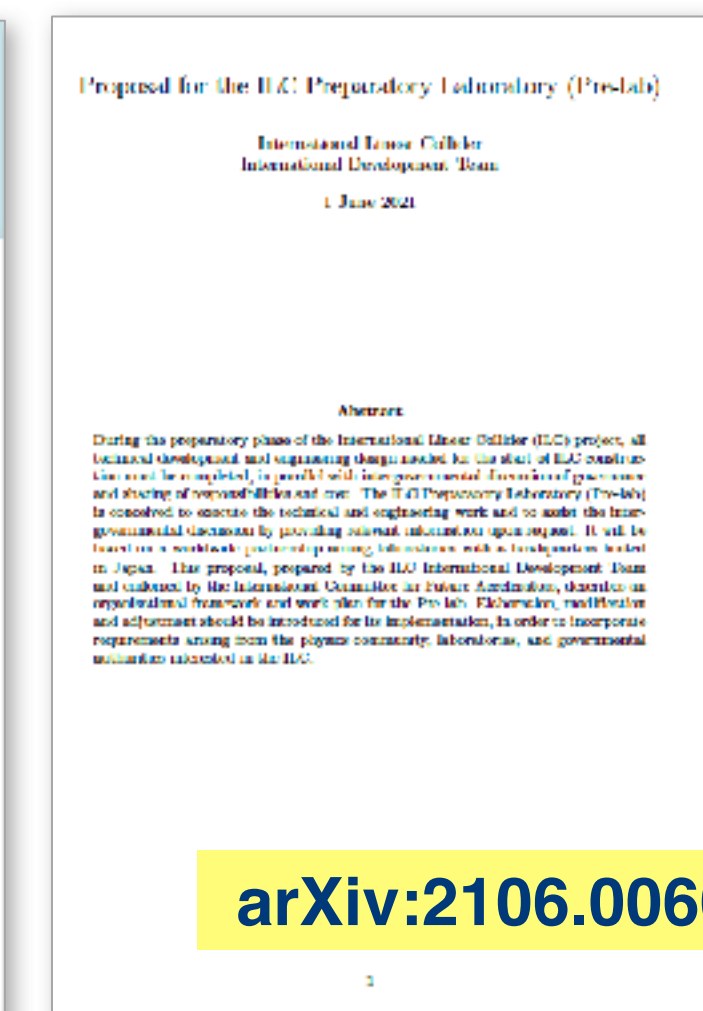 Proposal for the ILC Preparatory Laboratory (Pre-lab)
International Linear Collider
International Development Team
1 June 2021
Abstract
During the preparatory phase of the International Linear Collider (ILC) project, all
technical development and engineering design needed for the start of ILC construc-
tion must be completed, in parallel with intergovernmental discussion of governance
and sharing of responsibilities and cost. The ILC Preparatory Laboratory (Pre-lab)
is conceived to execute the technical and engineering work and to assist the inter-
governmental discussion by providing relevant information upon request. It will be
based on a worldwide partnership among laboratories with a headquarters hosted
in Japan. This proposal, prepared by the ILC International Development Team
and endorsed by the International Committee for Future Accelerators, describes an
organisational framework and work plan for the Pre-lab. Elaboration, modification
and adjustment should be introduced for its implementation, in order to incorporate
requirements arising from the physics community, laboratories, and governmental
authorities interested in the ILC.
arXiv:2106.006